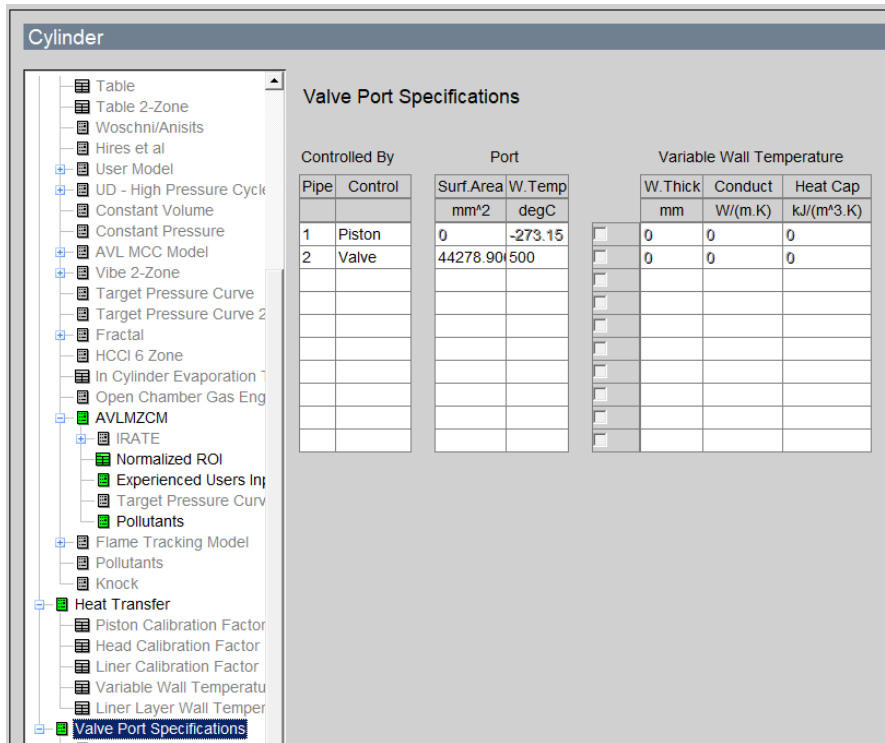 Cylinder
Table
Table 2-Zone
Woschni/Anisits
Hires et al
User Model
UD - High Pressure Cycle
Constant Volume
Constant Pressure
AVL MCC Model
Vibe 2-Zone
Target Pressure Curve
Target Pressure Curve 2
Fractal
HCCI 6 Zone
In Cylinder Evaporation T
Open Chamber Gas Eng
AVLMZCM
IRATE
Normalized ROI
Experienced Users Inp
Target Pressure Curv
Pollutants
Flame Tracking Model
Pollutants
Knock
Heat Transfer
Piston Calibration Factor
Head Calibration Factor
Liner Calibration Factor
Variable Wall Temperatu
Liner Layer Wall Temper
Valve Port Specifications
Valve Port Specifications
Controlled By Port Variable Wall Temperature
Pipe Control Surf.Area W.Temp W.Thick Conduct Heat Cap
mm^2 degC mm W/(m.K) kJ/(m^3.K)
1 Piston 0 -273.15 0 0 0
2 Valve 44278.90 500 0 0 0